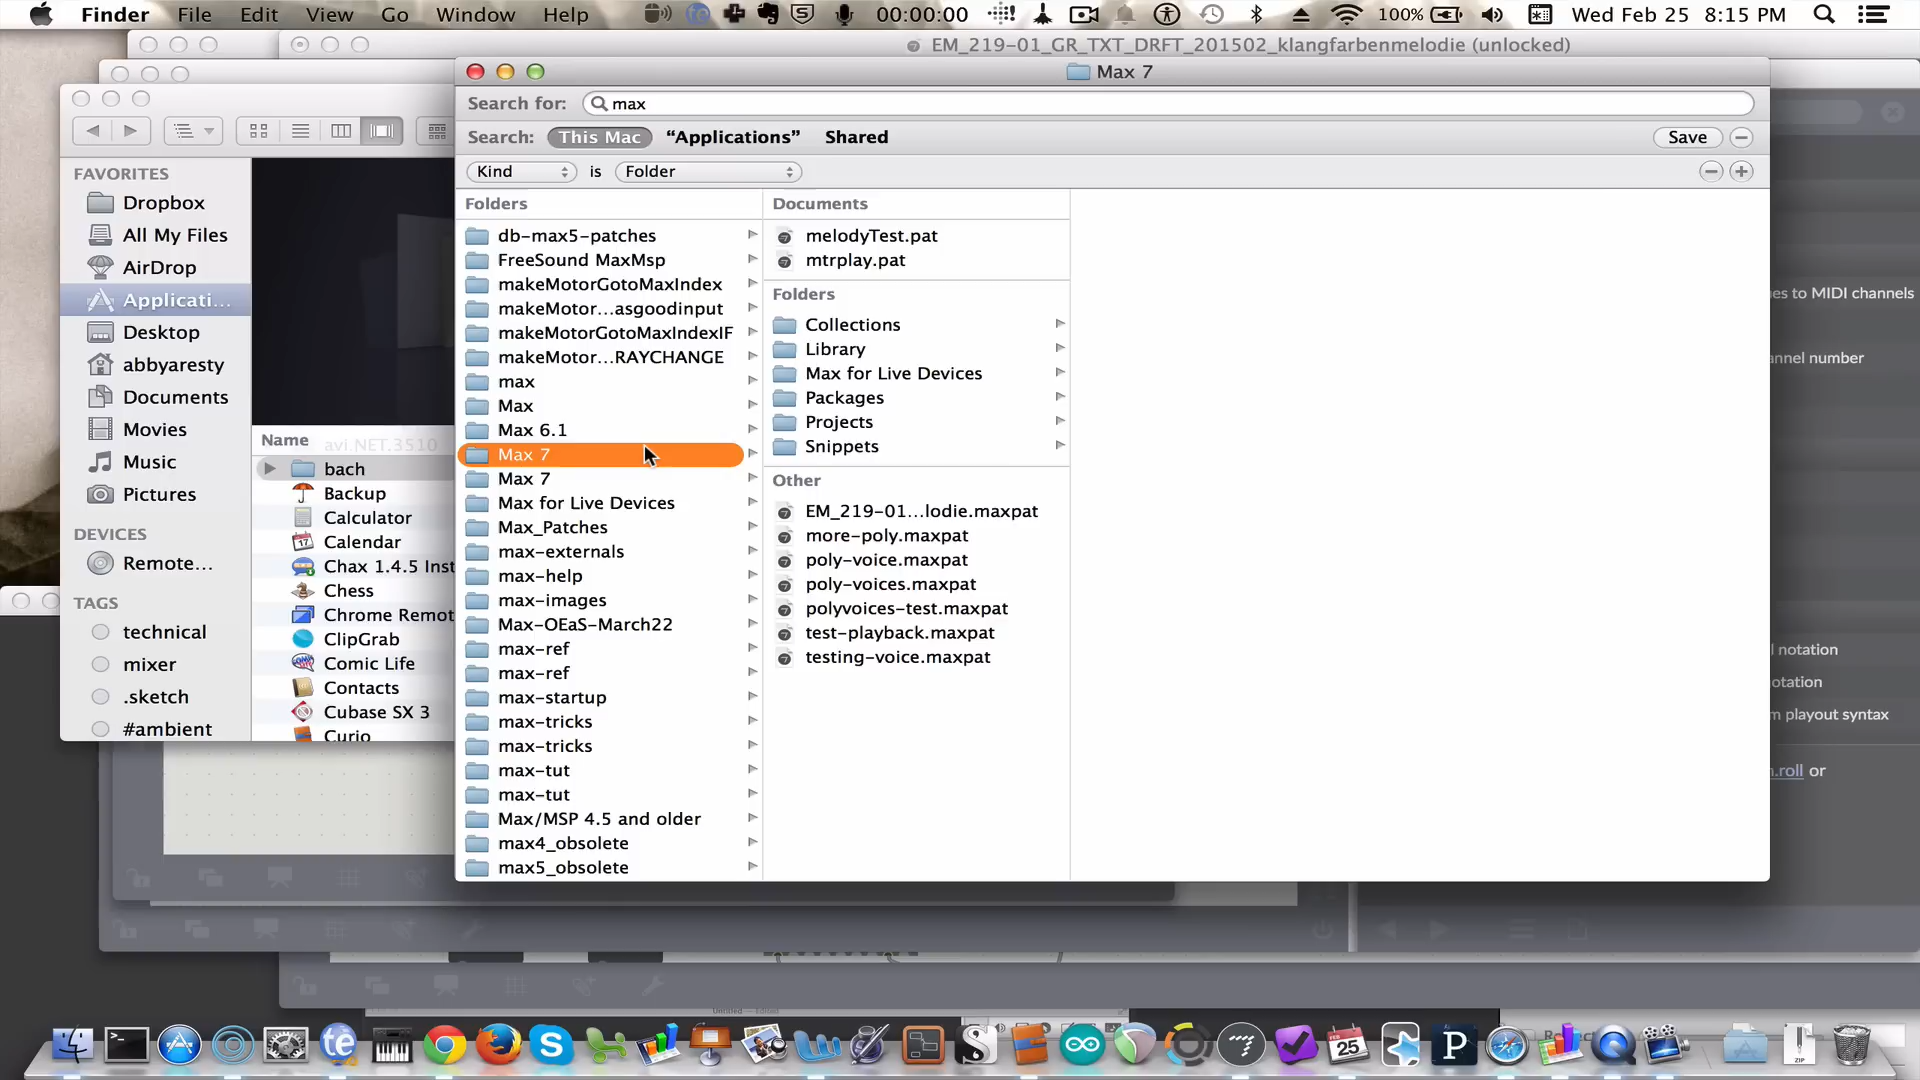 Finder File Edit View Go Window Help 00:00:00 100% Wed Feb 25 8:15 PM
EM_219-01_GR_TXT_DRFT_201502_klangfarbenmelodie (unlocked)
Max 7
Search for: max
Search: This Mac “Applications” Shared Save
Kind is Folder
FAVORITES
Dropbox
All My Files
AirDrop
Applicati...
Desktop
abbyaresty
Documents
Movies
Music
Pictures
DEVICES
Remote...
TAGS
technical
mixer
.sketch
#ambient
Name
avi.NET.3510
bach
Backup
Calculator
Calendar
Chax 1.4.5 Inst
Chess
Chrome Remot
ClipGrab
Comic Life
Contacts
Cubase SX 3
Curio
Folders
db-max5-patches
FreeSound MaxMsp
makeMotorGotoMaxIndex
makeMotor...asgoodinput
makeMotorGotoMaxIndexIF
makeMotor...RAYCHANGE
max
Max
Max 6.1
Max 7
Max 7
Max for Live Devices
Max_Patches
max-externals
max-help
max-images
Max-OEaS-March22
max-ref
max-ref
max-startup
max-tricks
max-tricks
max-tut
max-tut
Max/MSP 4.5 and older
max4_obsolete
max5_obsolete
Documents
melodyTest.pat
mtrplay.pat
Folders
Collections
Library
Max for Live Devices
Packages
Projects
Snippets
Other
EM_219-01...lodie.maxpat
more-poly.maxpat
poly-voice.maxpat
poly-voices.maxpat
polyvoices-test.maxpat
test-playback.maxpat
testing-voice.maxpat
es to MIDI channels
annel number
l notation
otation
m playout syntax
n.roll or
Untitled — Edited
25
ZIP